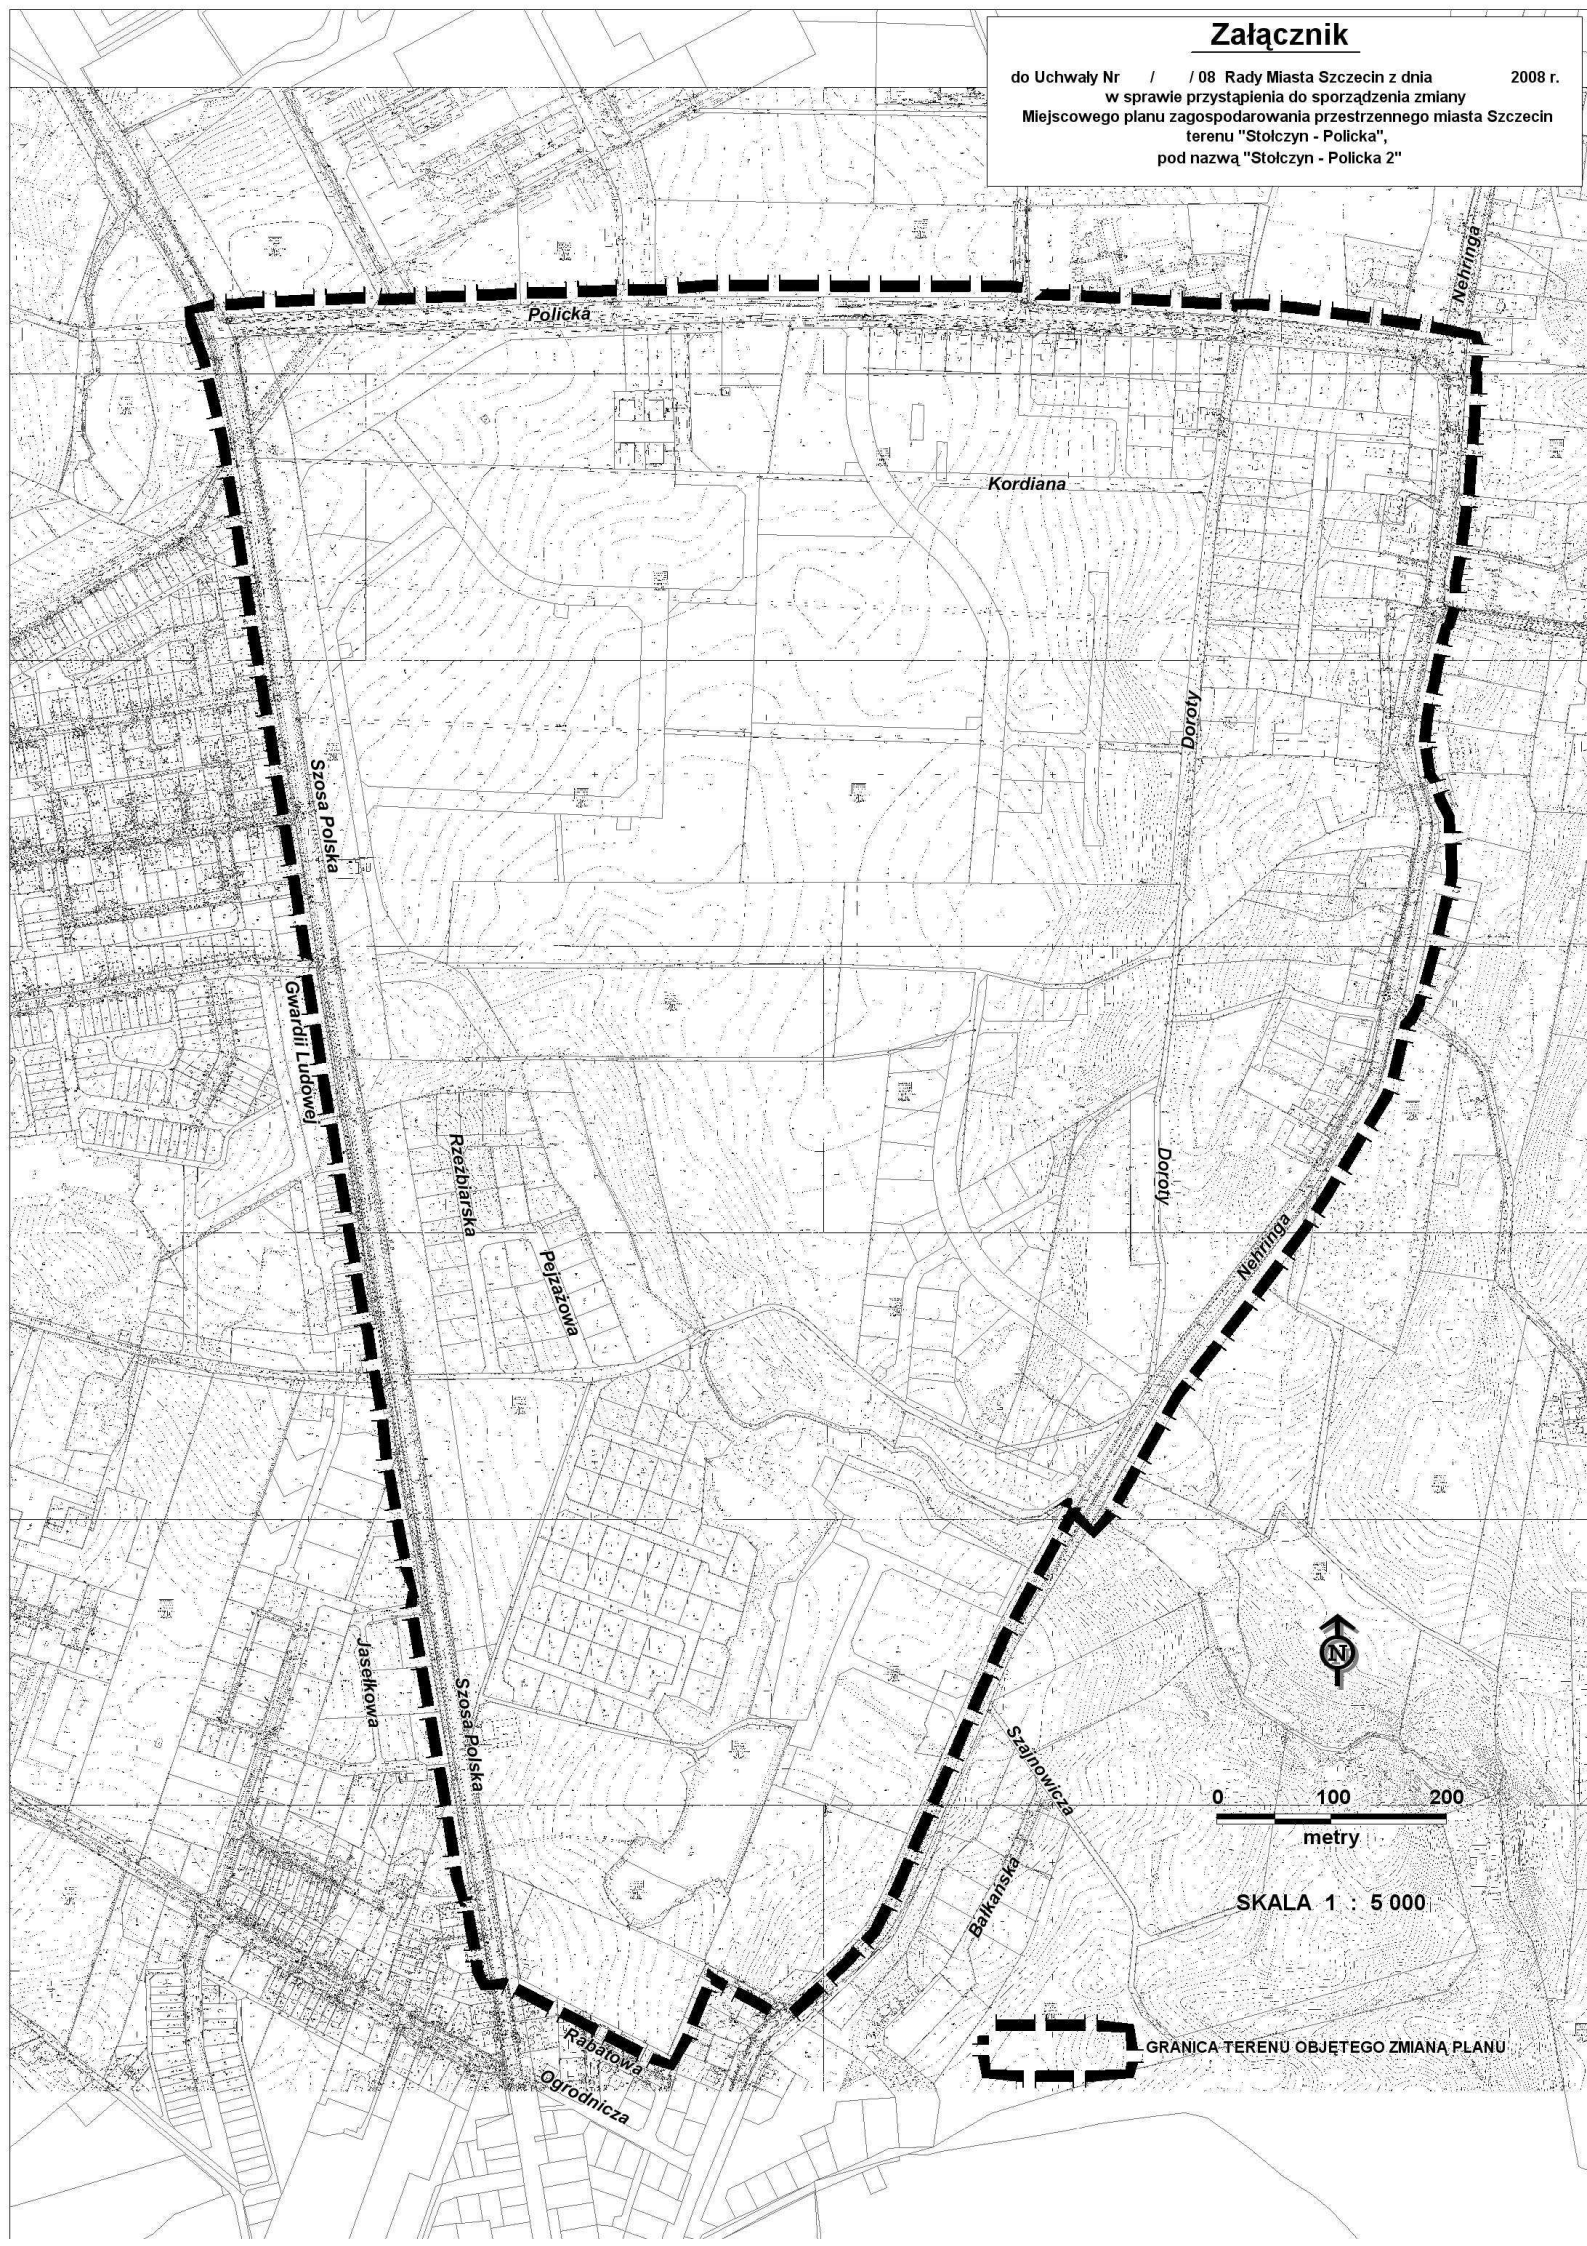 Załącznik
do Uchwały Nr / / 08 Rady Miasta Szczecin z dnia 2008 r.
w sprawie przystąpienia do sporządzenia zmiany
Miejscowego planu zagospodarowania przestrzennego miasta Szczecin
terenu "Stołczyn - Policka",
pod nazwą "Stołczyn - Policka 2"
Nehringa
Policka
Kordiana
Doroty
Szosa Polska
Gwardii Ludowej
Rzeźbiarska
Doroty
Nehringa
Pejzażowa
Jasełkowa
Szosa Polska
N
Szajnowicza
0 100 200
metry
Bałkańska
SKALA 1 : 5 000
Rabatowa
GRANICA TERENU OBJĘTEGO ZMIANĄ PLANU
Ogrodnicza